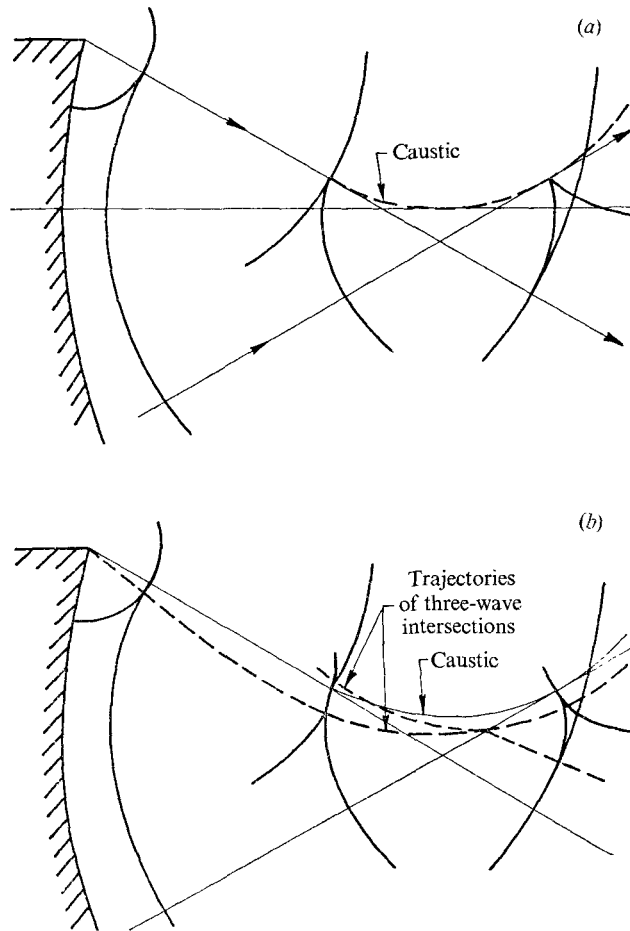 (a)
Caustic
(b)
Trajectories
of three-wave
intersections
Caustic